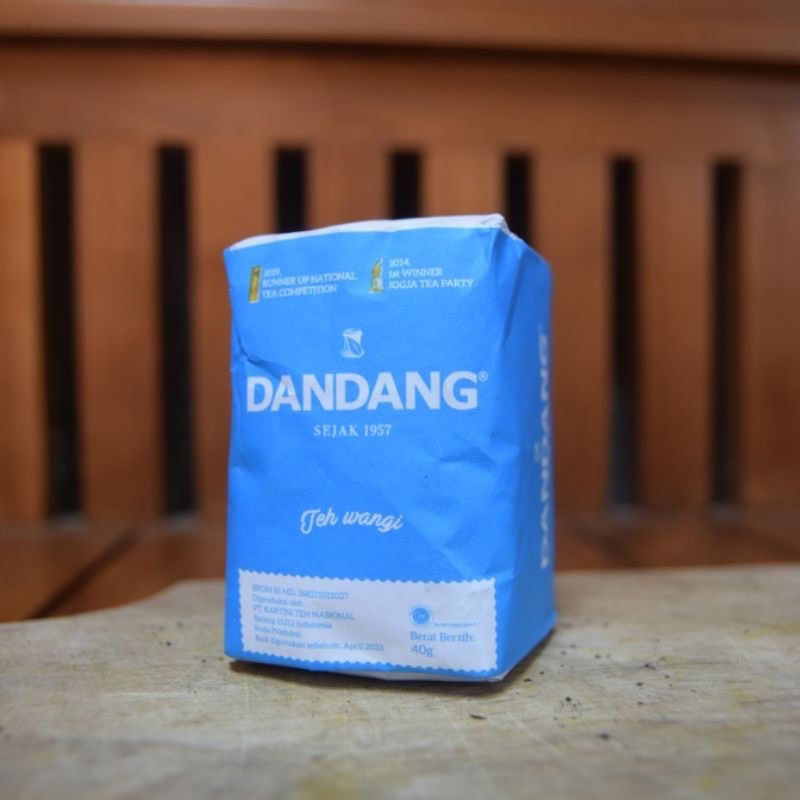 2019.
RUNNER UP NATIONAL
TEA COMPETITION
2014.
1st WINNER
JOGJA TEA PARTY
DANDANG®
SEJAK 1957
Teh wangi
BPOM RI MD. 368211011027
Diproduksi oleh:
PT. KARTINI TEH NASIONAL
Batang 51212 Indonesia
Kode Produksi:
Baik digunakan sebelum: April 2023
Berat Bersih:
40g
DANDANG